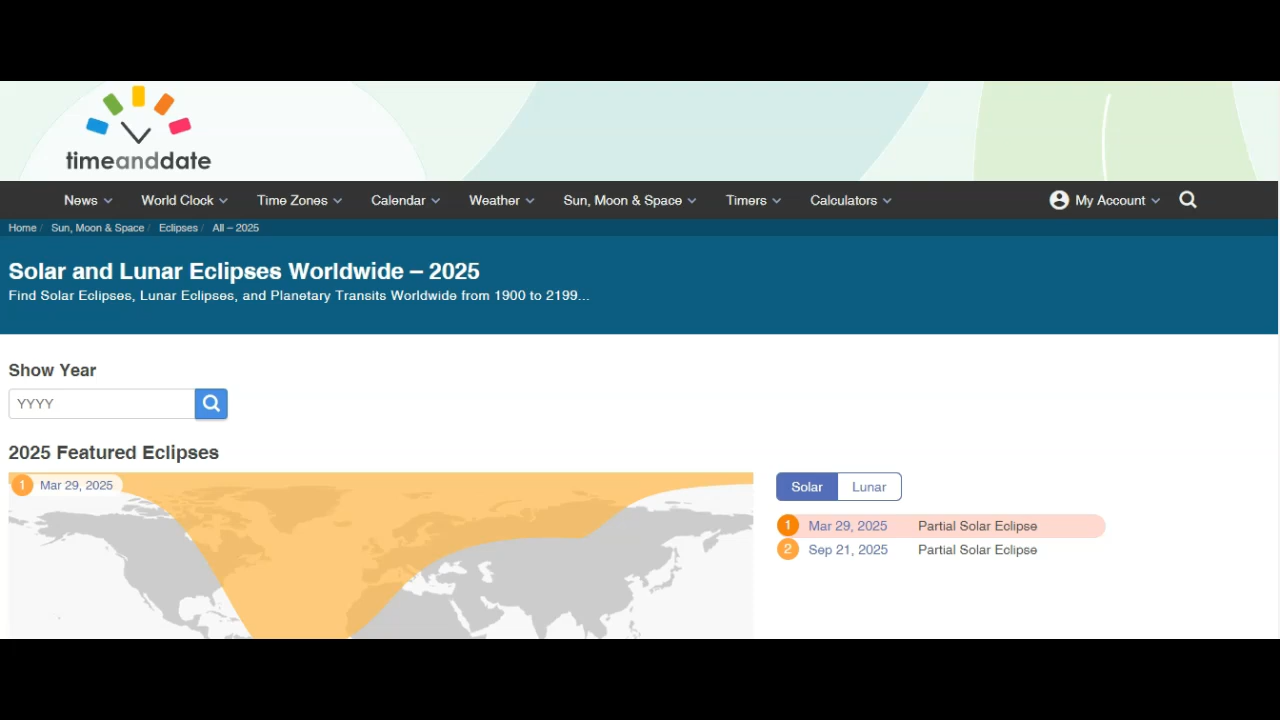 timeanddate
News World Clock Time Zones Calendar Weather Sun, Moon & Space Timers Calculators My Account
Home / Sun, Moon & Space / Eclipses / All – 2025
Solar and Lunar Eclipses Worldwide – 2025
Find Solar Eclipses, Lunar Eclipses, and Planetary Transits Worldwide from 1900 to 2199...
Show Year
YYYY
2025 Featured Eclipses
1 Mar 29, 2025
Solar Lunar
1 Mar 29, 2025 Partial Solar Eclipse
2 Sep 21, 2025 Partial Solar Eclipse